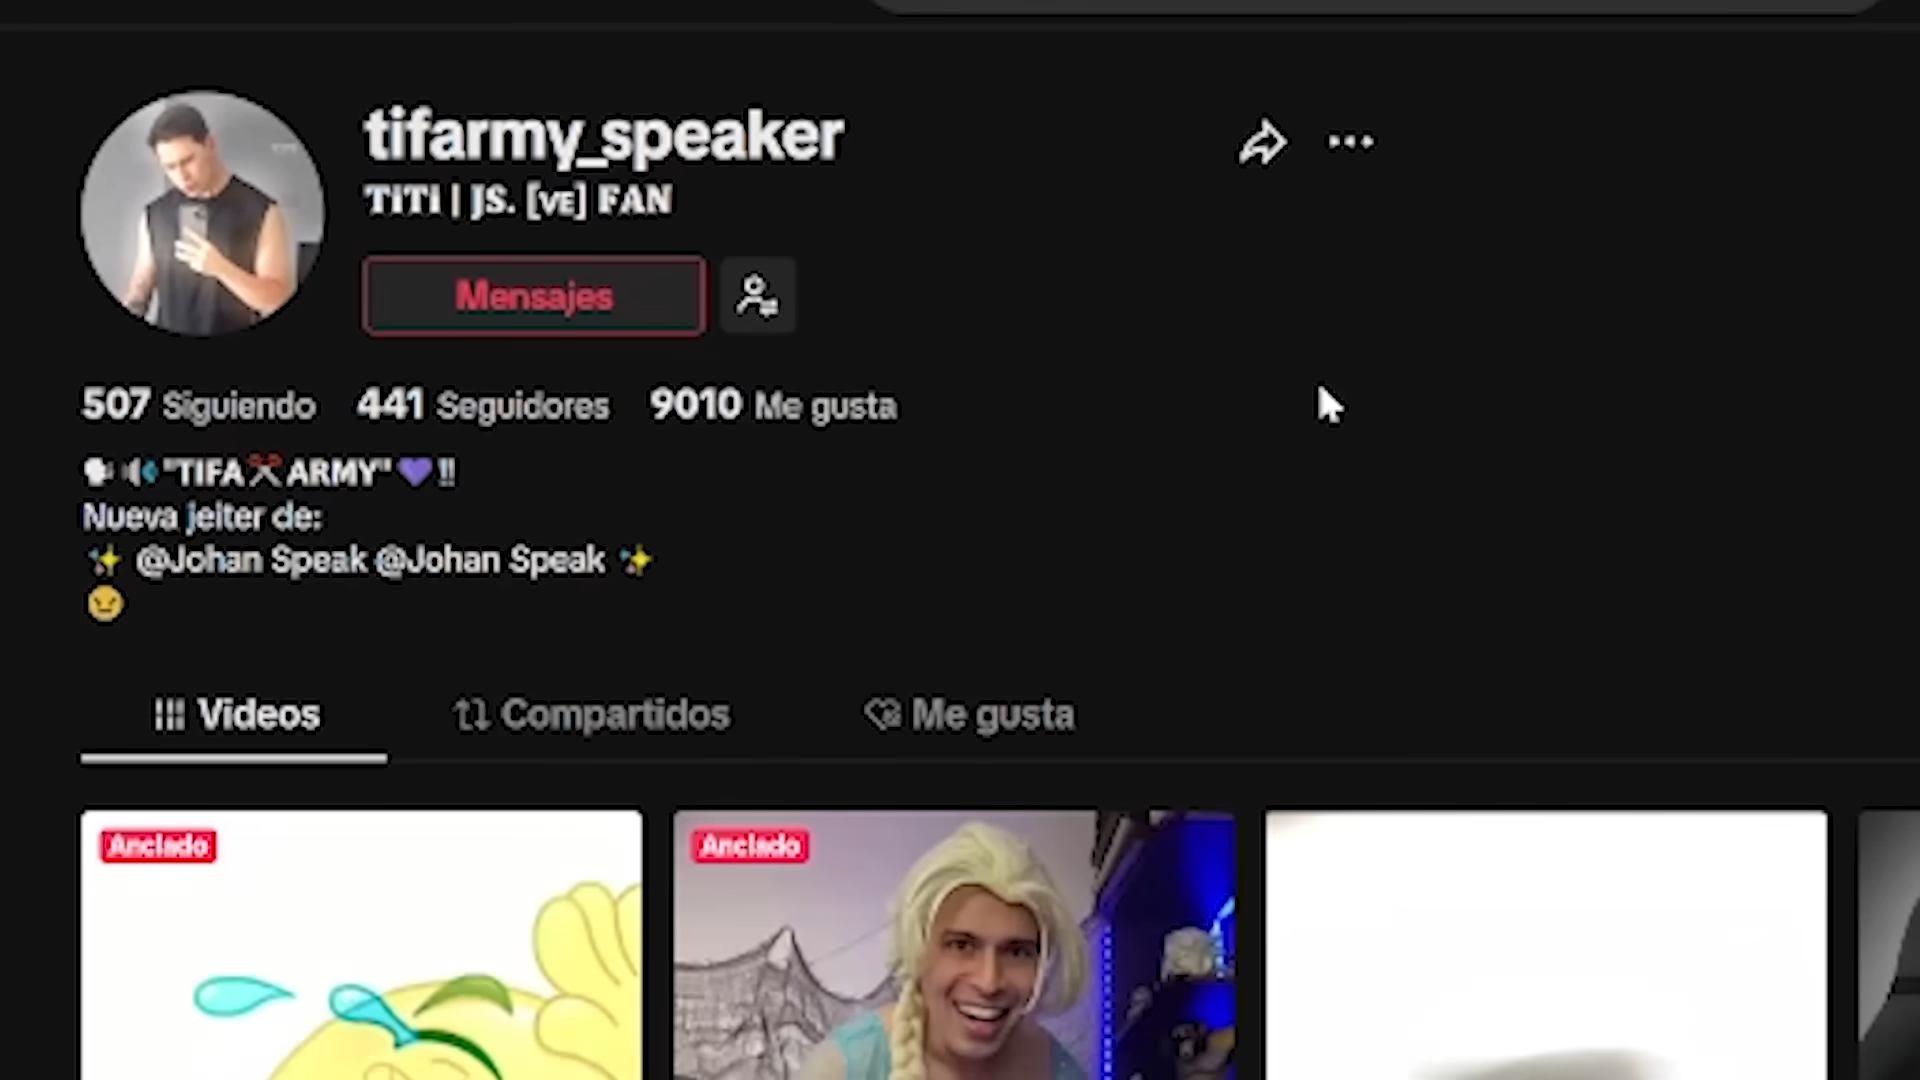 tifarmy_speaker
TiTi | JS. [VE] FAN
Mensajes
507 Siguiendo 441 Seguidores 9010 Me gusta
🗣️🔊"TIFA⚔️ARMY"💜‼️
Nueva jeiter de:
✨ @Johan Speak @Johan Speak ✨
Videos Compartidos Me gusta
Anclado Anclado